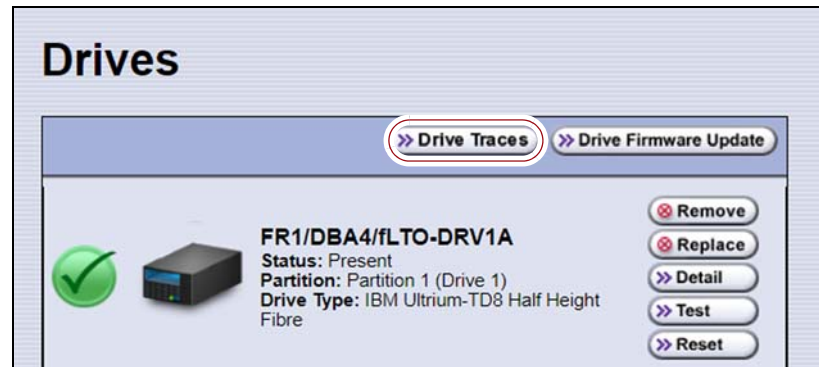 Drives
Drive Traces
Drive Firmware Update
FR1/DBA4/fLTO-DRV1A
Status: Present
Partition: Partition 1 (Drive 1)
Drive Type: IBM Ultrium-TD8 Half Height
Fibre
Remove
Replace
Detail
Test
Reset